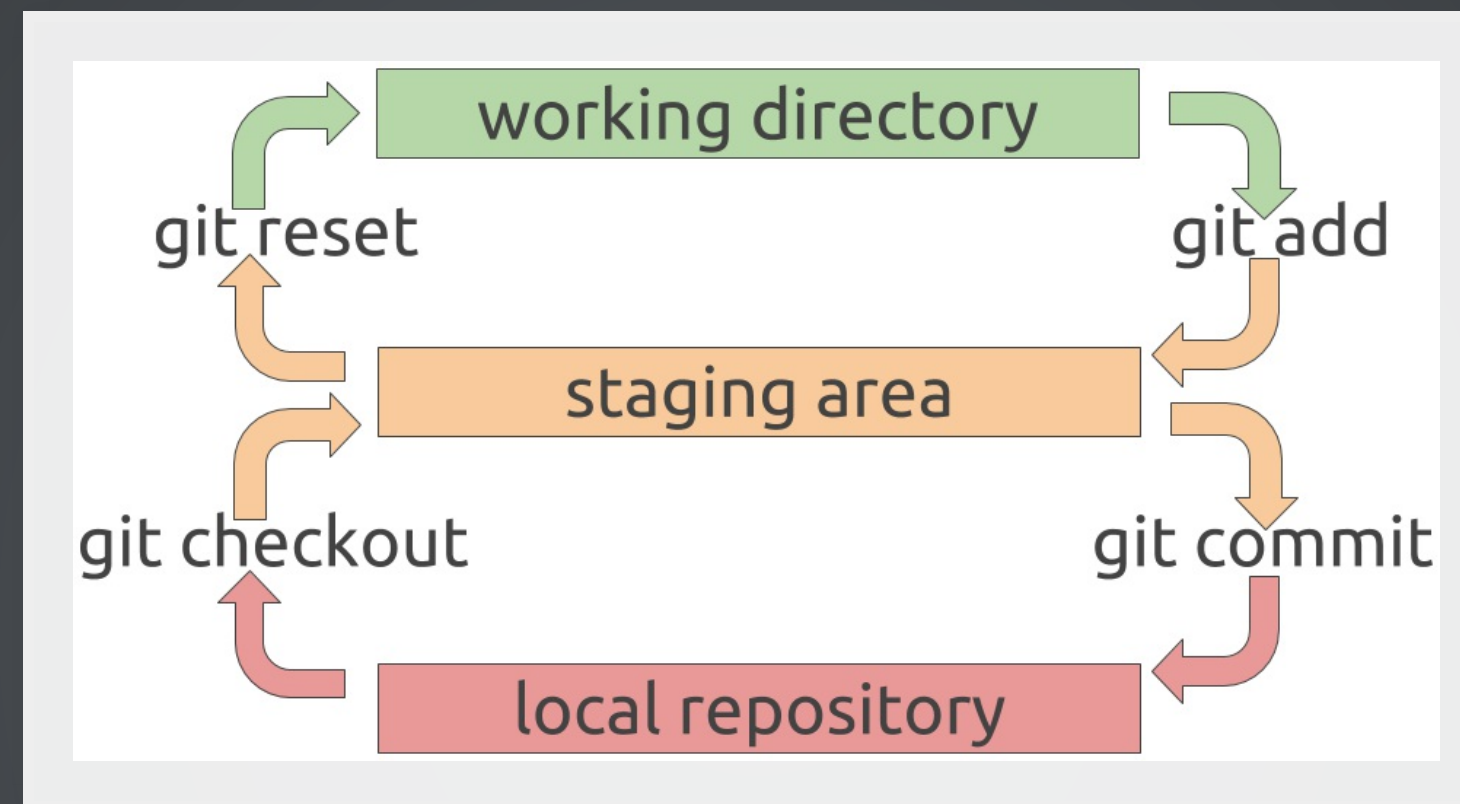 working directory
git reset
git add
staging area
git checkout
git commit
local repository